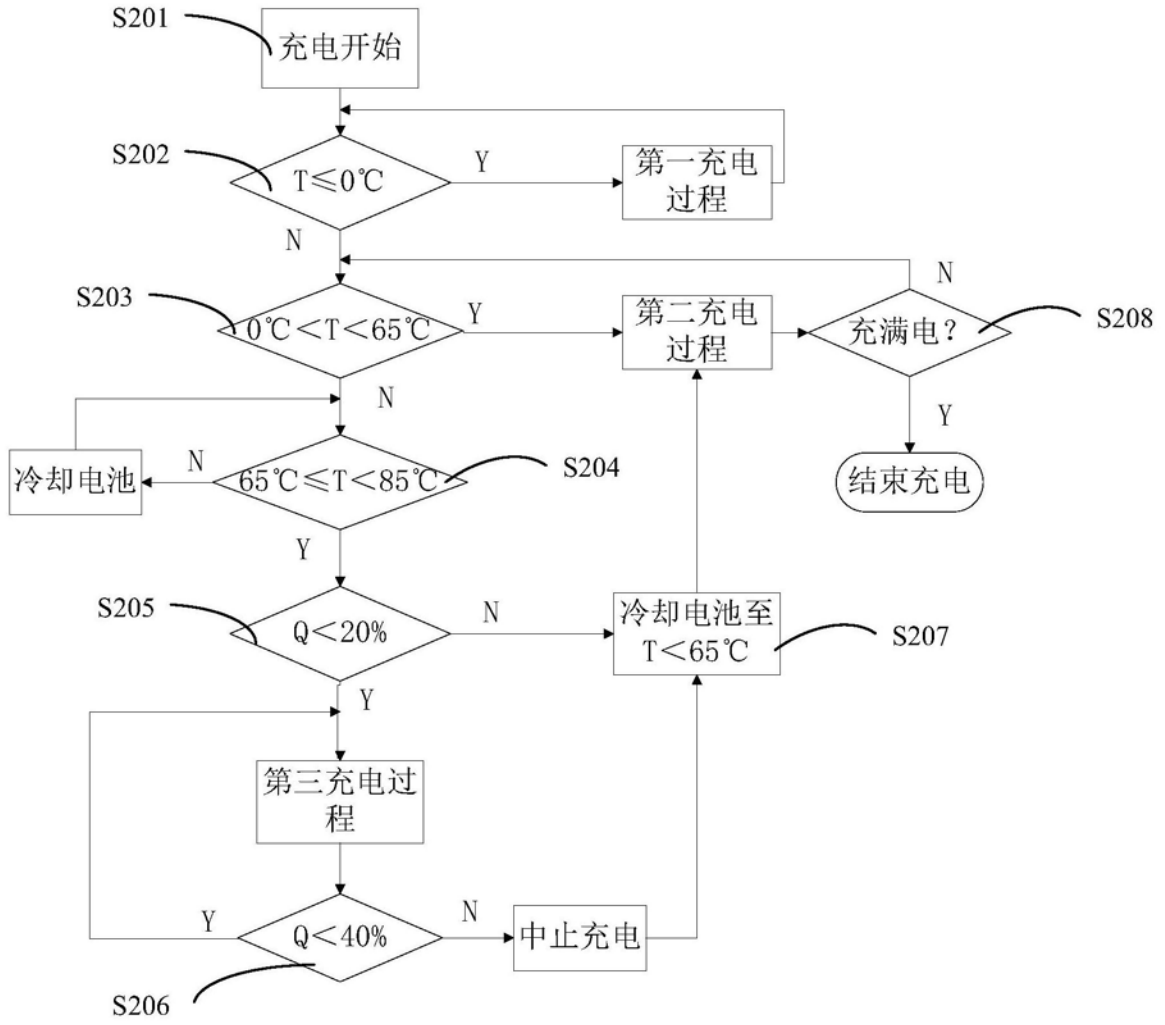 S201
充电开始
S202
T≤0℃
Y
第一充电
过程
N
S203
0℃<T<65℃
Y
第二充电
过程
N
充满电?
S208
N
Y
结束充电
冷却电池
N
65℃≤T<85℃
S204
Y
S205
Q<20%
N
冷却电池至
T<65℃
S207
Y
第三充电过
程
Y
Q<40%
N
中止充电
S206